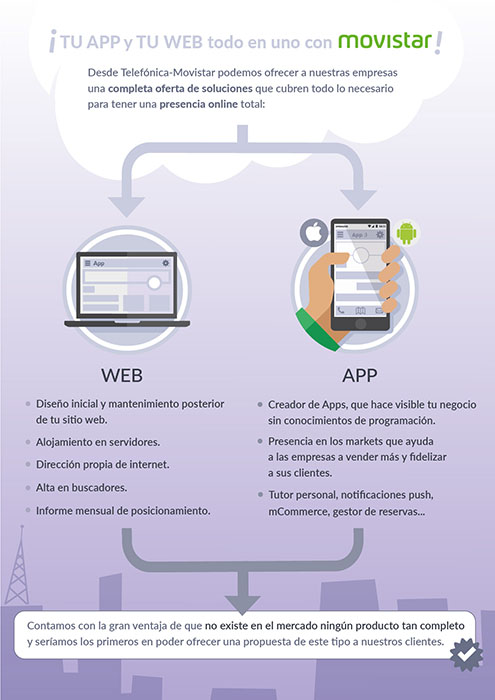 ¡TU APP y TU WEB todo en uno con movistar!
Desde Telefónica-Movistar podemos ofrecer a nuestras empresas
una completa oferta de soluciones que cubren todo lo necesario
para tener una presencia online total:
App
App 3
WEB
APP
Diseño inicial y mantenimiento posterior
de tu sitio web.
Alojamiento en servidores.
Dirección propia de internet.
Alta en buscadores.
Informe mensual de posicionamiento.
Creador de Apps, que hace visible tu negocio
sin conocimientos de programación.
Presencia en los markets que ayuda
a las empresas a vender más y fidelizar
a sus clientes.
Tutor personal, notificaciones push,
mCommerce, gestor de reservas...
Contamos con la gran ventaja de que no existe en el mercado ningún producto tan completo
y seríamos los primeros en poder ofrecer una propuesta de este tipo a nuestros clientes.